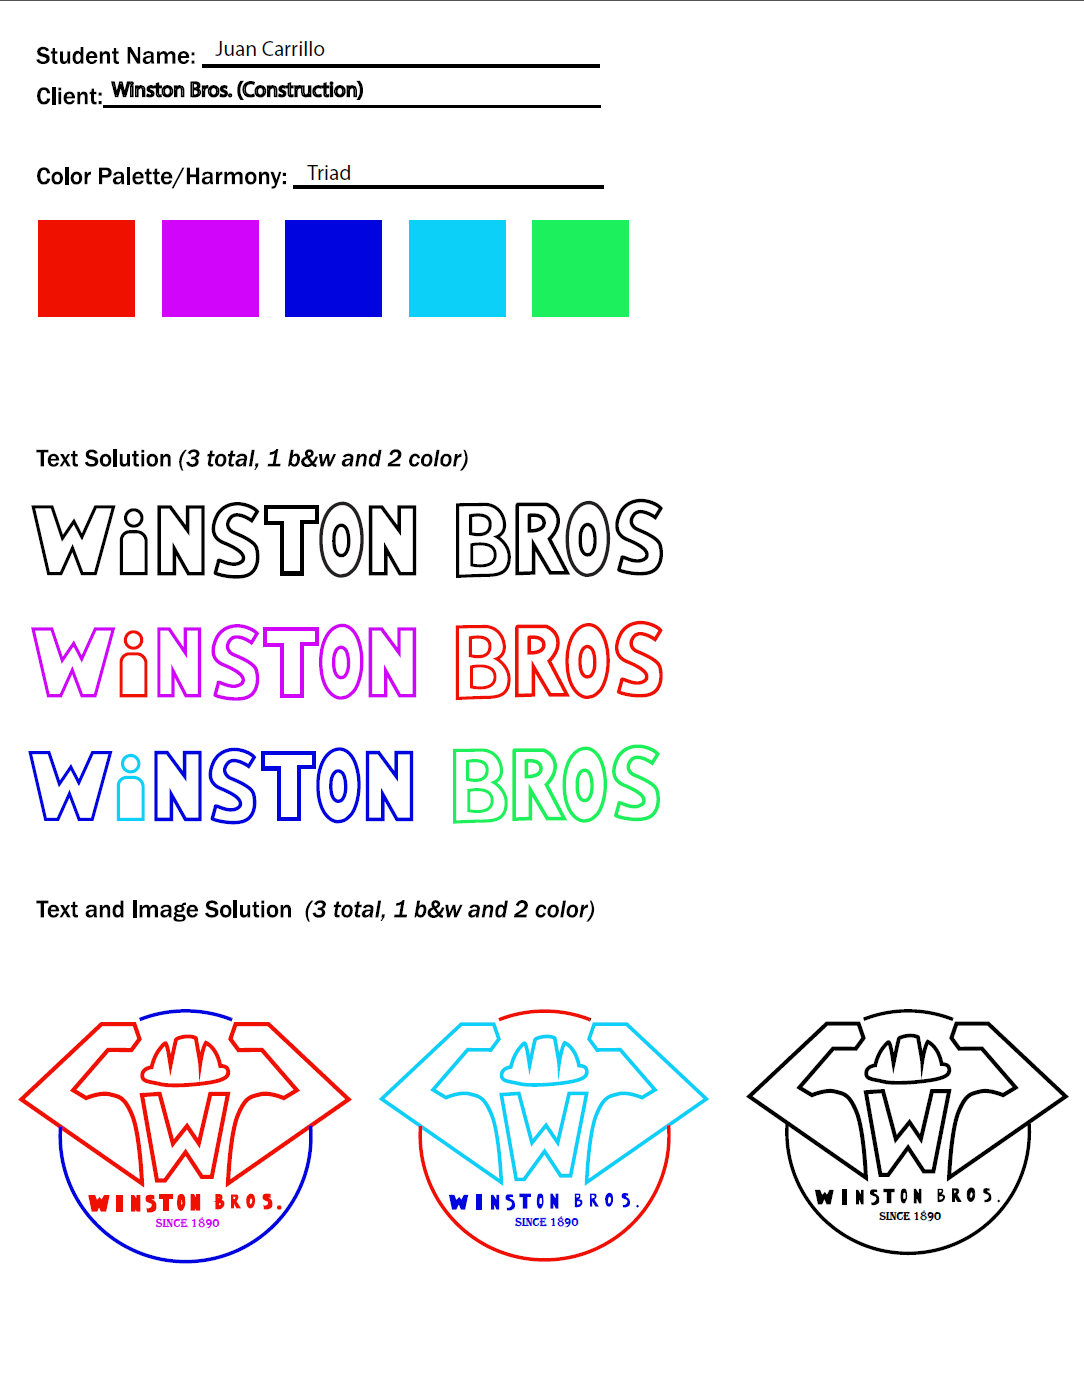 Student Name: Juan Carrillo
Client: Winston Bros. (Construction)
Color Palette/Harmony: Triad
Text Solution (3 total, 1 b&w and 2 color)
WiNSTON BROS
WiNSTON BROS
WiNSTON BROS
Text and Image Solution (3 total, 1 b&w and 2 color)
W
WINSTON BROS.
SINCE 1890
W
WINSTON BROS.
SINCE 1890
W
WINSTON BROS.
SINCE 1890